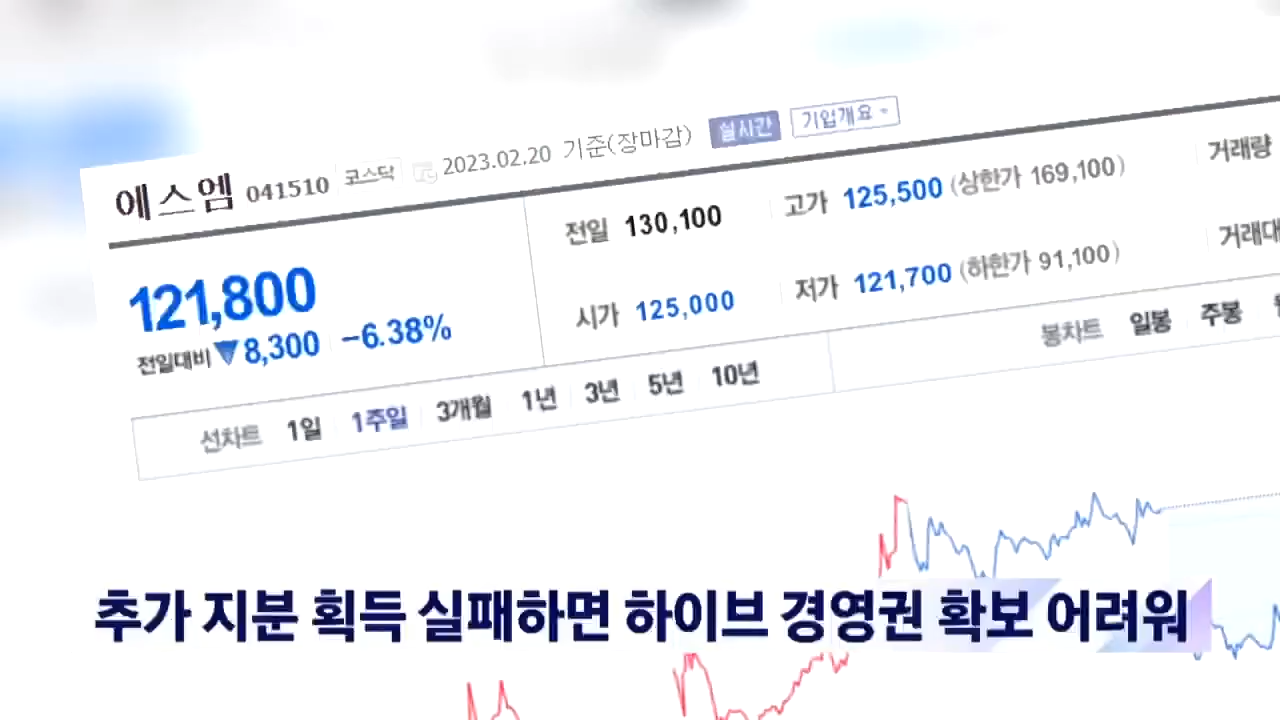 에스엠 041510 코스닥 2023.02.20 기준(장마감) 실시간 기업개요
121,800
전일대비 ▼8,300 -6.38%
전일 130,100 고가 125,500 (상한가 169,100) 거래량
시가 125,000 저가 121,700 (하한가 91,100)
선차트 1일 1주일 3개월 1년 3년 5년 10년 봉차트 일봉 주봉
추가 지분 획득 실패하면 하이브 경영권 확보 어려워